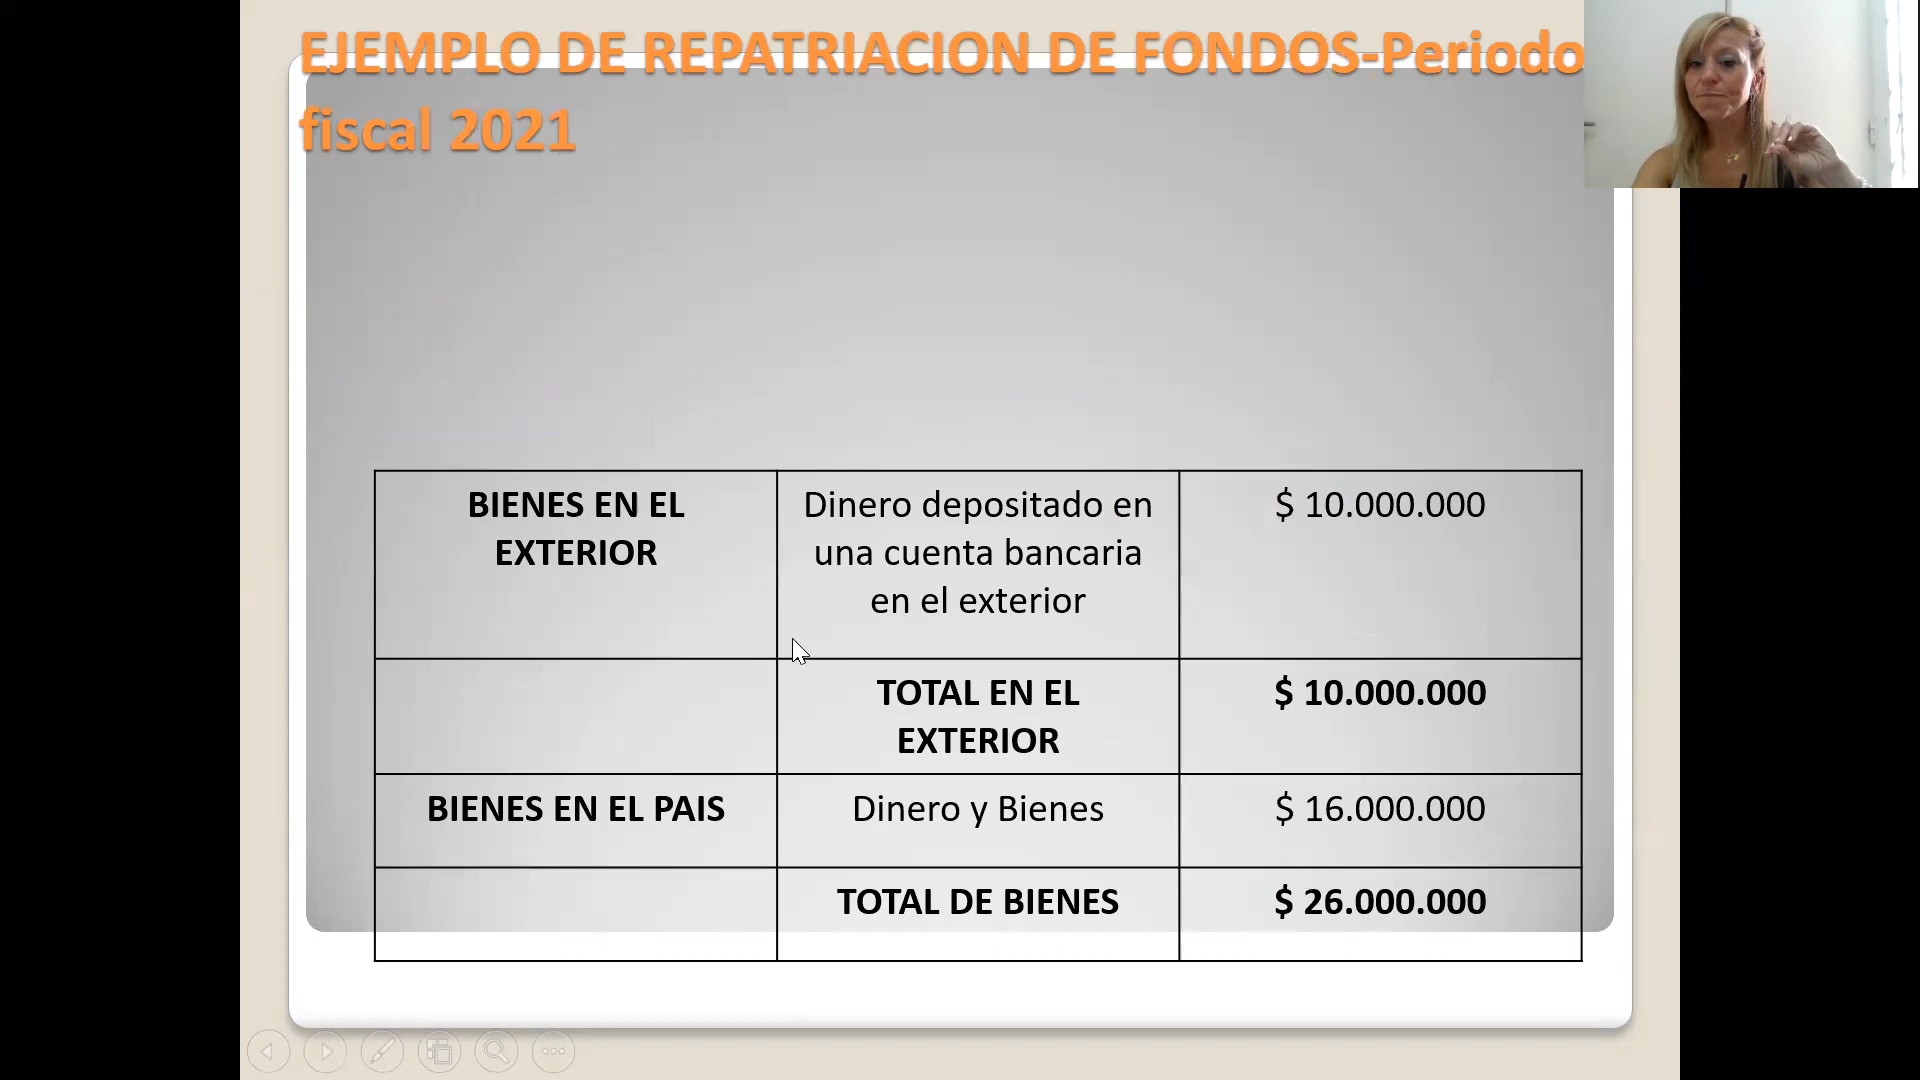 EJEMPLO DE REPATRIACION DE FONDOS-Periodo
fiscal 2021
BIENES EN EL
EXTERIOR
Dinero depositado en
una cuenta bancaria
en el exterior
$ 10.000.000
TOTAL EN EL
EXTERIOR
$ 10.000.000
BIENES EN EL PAIS
Dinero y Bienes
$ 16.000.000
TOTAL DE BIENES
$ 26.000.000